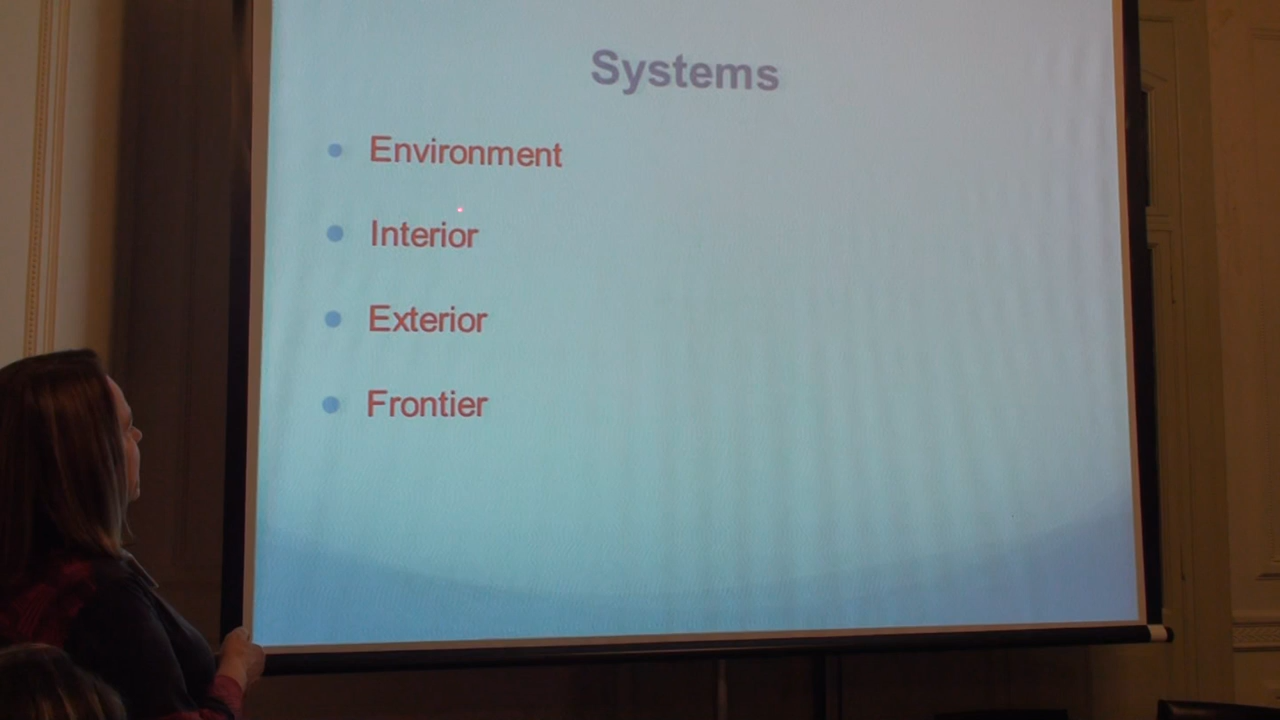 Systems
Environment
Interior
Exterior
Frontier